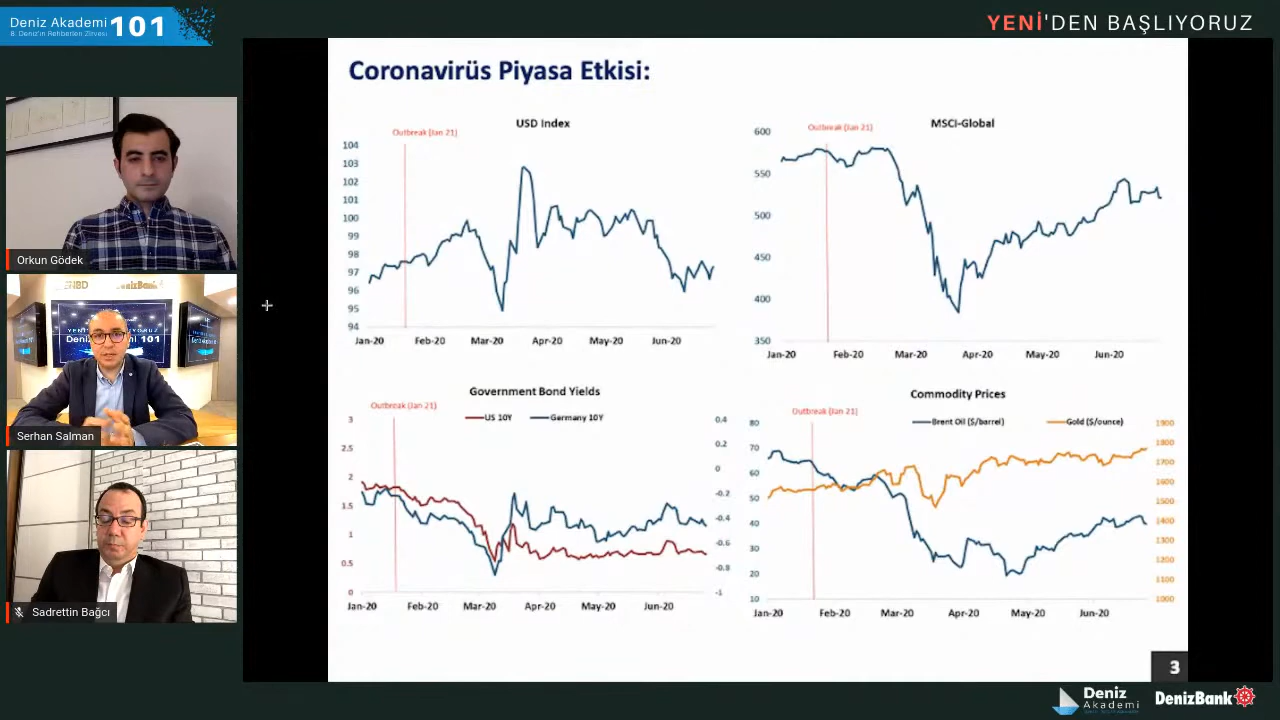 Deniz Akademi 101
8. Deniz'in Rehberleri Zirvesi
YENİ'DEN BAŞLIYORUZ
Orkun Gödek
Serhan Salman
Sadrettin Bağcı
DenizBank
Coronavirüs Piyasa Etkisi:
USD Index
Outbreak (Jan 21)
104
103
102
101
100
99
98
97
96
95
94
Jan-20 Feb-20 Mar-20 Apr-20 May-20 Jun-20
MSCI-Global
Outbreak (Jan 21)
600
550
500
450
400
350
Jan-20 Feb-20 Mar-20 Apr-20 May-20 Jun-20
Government Bond Yields
Outbreak (Jan 21)
US 10Y Germany 10Y
3
2.5
2
1.5
1
0.5
0
0.4
0.2
0
-0.2
-0.4
-0.6
-0.8
-1
Jan-20 Feb-20 Mar-20 Apr-20 May-20 Jun-20
Commodity Prices
Outbreak (Jan 21)
Brent Oil ($/barrel) Gold ($/ounce)
80
70
60
50
40
30
20
10
1900
1800
1700
1600
1500
1400
1300
1200
1100
1000
Jan-20 Feb-20 Mar-20 Apr-20 May-20 Jun-20
3
Deniz
Akademi
DenizBank